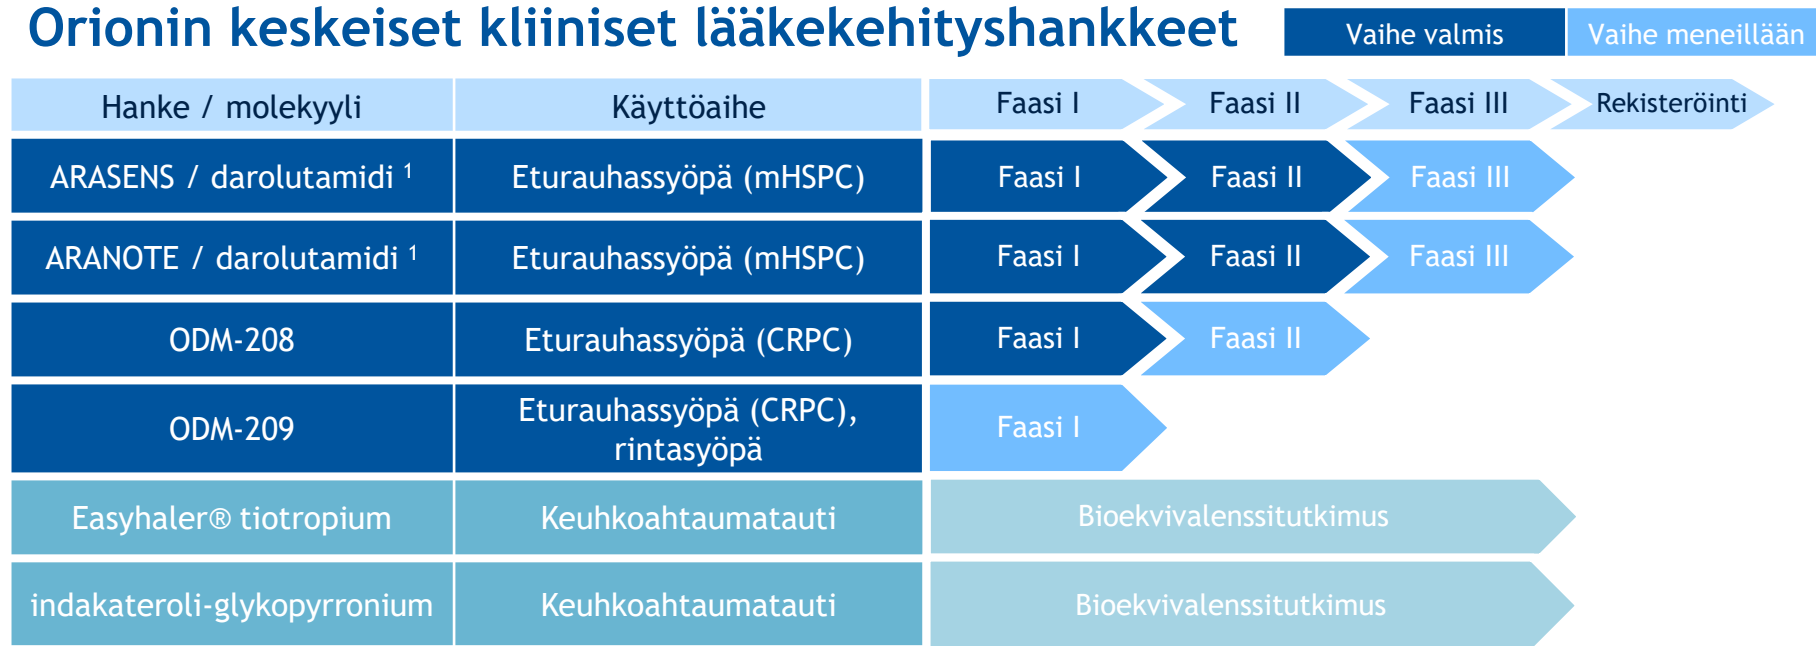 Orionin keskeiset kliiniset lääkekehityshankkeet
Vaihe valmis
Vaihe meneillään
Hanke / molekyyli
Käyttöaihe
Faasi I
Faasi II
Faasi III
Rekisteröinti
ARASENS / darolutamidi ¹
Eturauhassyöpä (mHSPC)
Faasi I
Faasi II
Faasi III
ARANOTE / darolutamidi ¹
Eturauhassyöpä (mHSPC)
Faasi I
Faasi II
Faasi III
ODM-208
Eturauhassyöpä (CRPC)
Faasi I
Faasi II
ODM-209
Eturauhassyöpä (CRPC),
rintasyöpä
Faasi I
Easyhaler® tiotropium
Keuhkoahtaumatauti
Bioekvivalenssitutkimus
indakateroli-glykopyrronium
Keuhkoahtaumatauti
Bioekvivalenssitutkimus